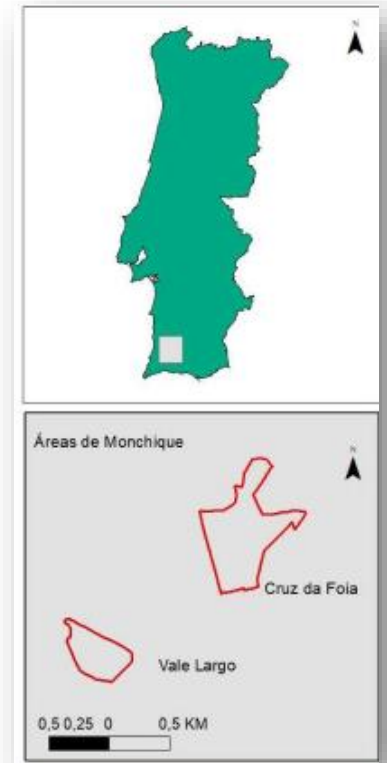 N
Áreas de Monchique
N
Cruz da Foia
Vale Largo
0,5 0,25 0 0,5 KM